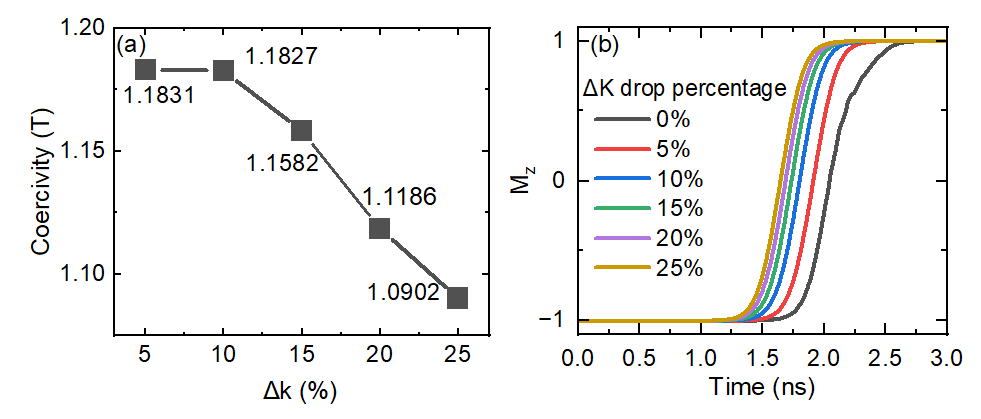 (a)
1.20
1.15
1.10
Coercivity (T)
1.1831
1.1827
1.1582
1.1186
1.0902
5 10 15 20 25
Δk (%)
(b)
1
0
−1
Mz
ΔK drop percentage
0%
5%
10%
15%
20%
25%
0.0 0.5 1.0 1.5 2.0 2.5 3.0
Time (ns)